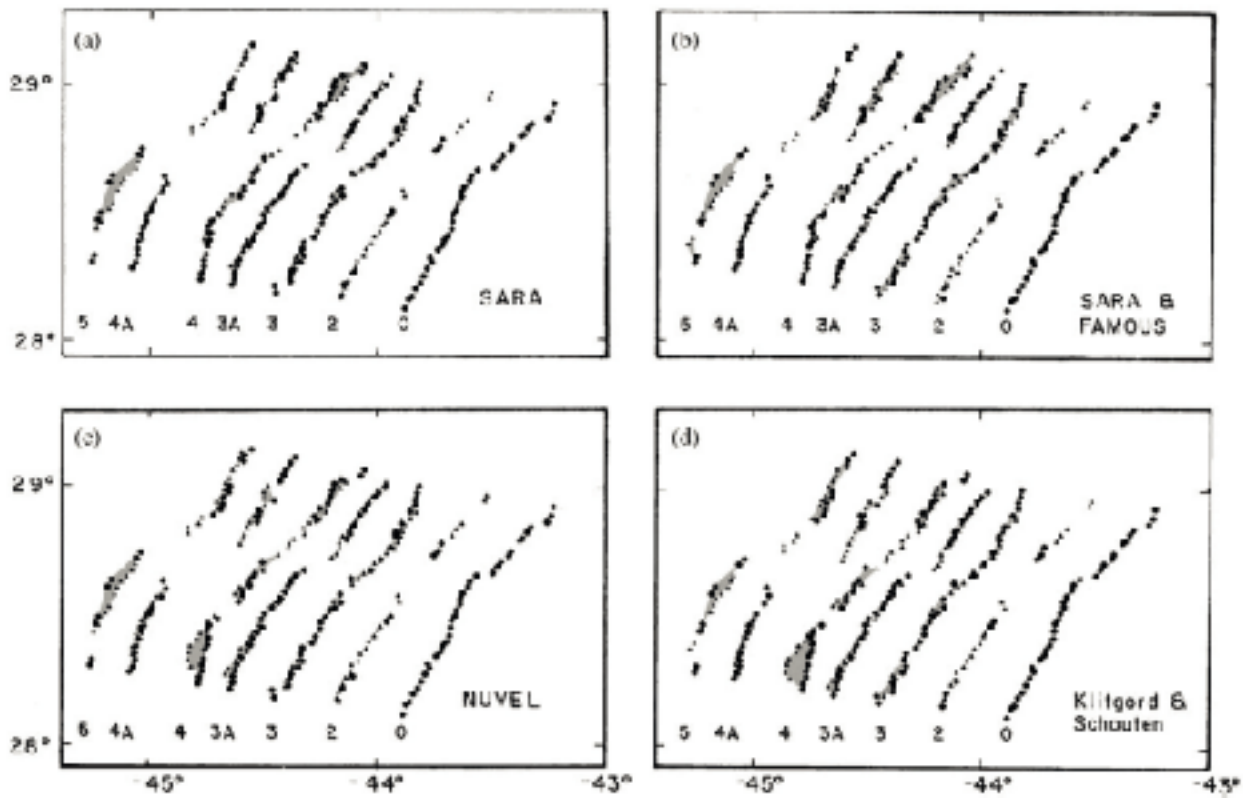 (a)
29°
SARA
5 4A 4 3A 3 2 0
28°
(b)
SARA &
FAMOUS
5 4A 4 3A 3 2 0
(c)
29°
NUVEL
5 4A 4 3A 3 2 0
28°
-45° -44° -43°
(d)
Klitgord &
Schouten
5 4A 4 3A 3 2 0
-45° -44° -43°